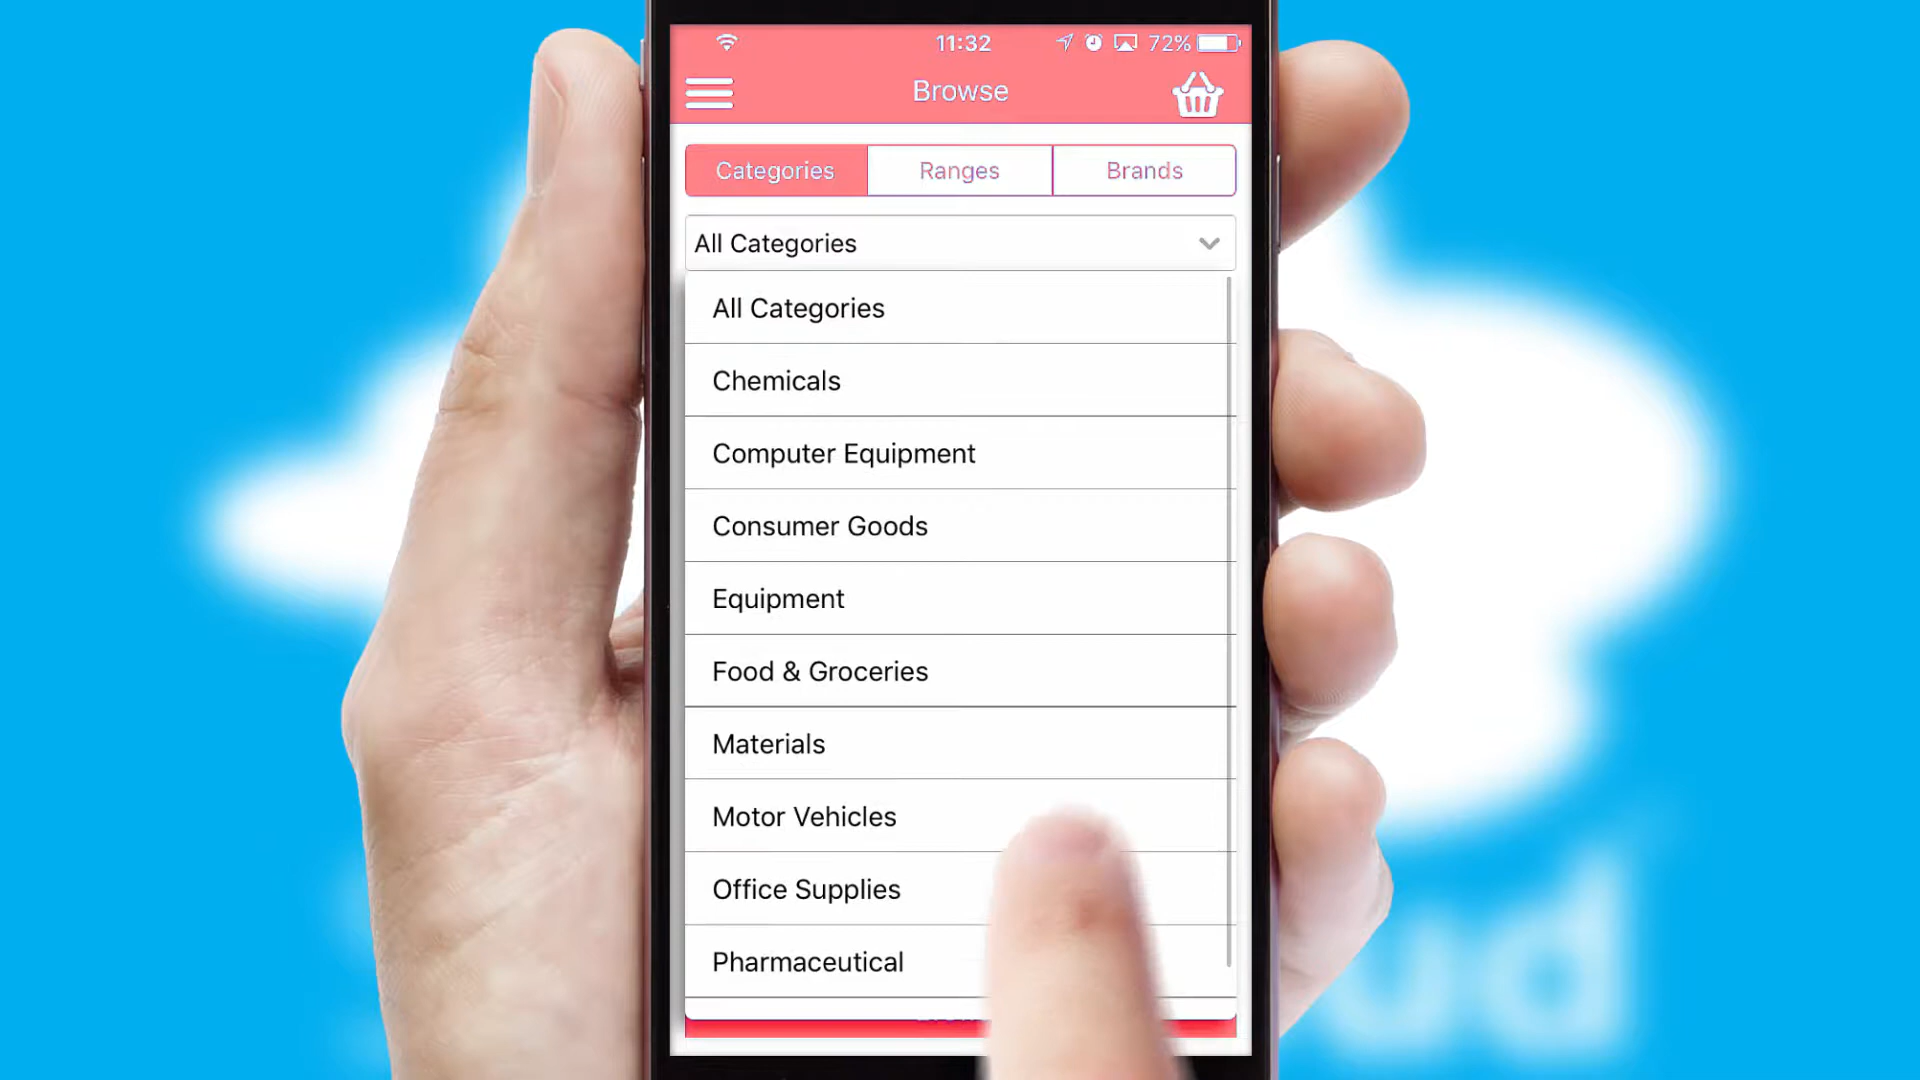 11:32
72%
Browse
Categories
Ranges
Brands
All Categories
All Categories
Chemicals
Computer Equipment
Consumer Goods
Equipment
Food & Groceries
Materials
Motor Vehicles
Office Supplies
Pharmaceutical